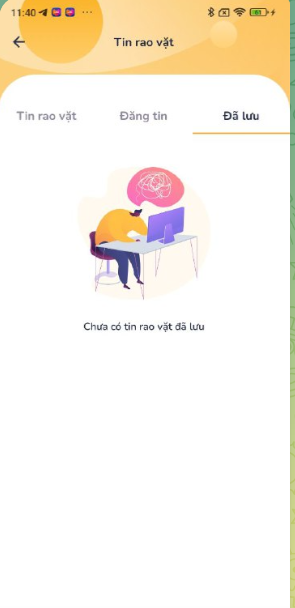 11:40
Tin rao vặt
Tin rao vặt
Đăng tin
Đã lưu
Chưa có tin rao vặt đã lưu